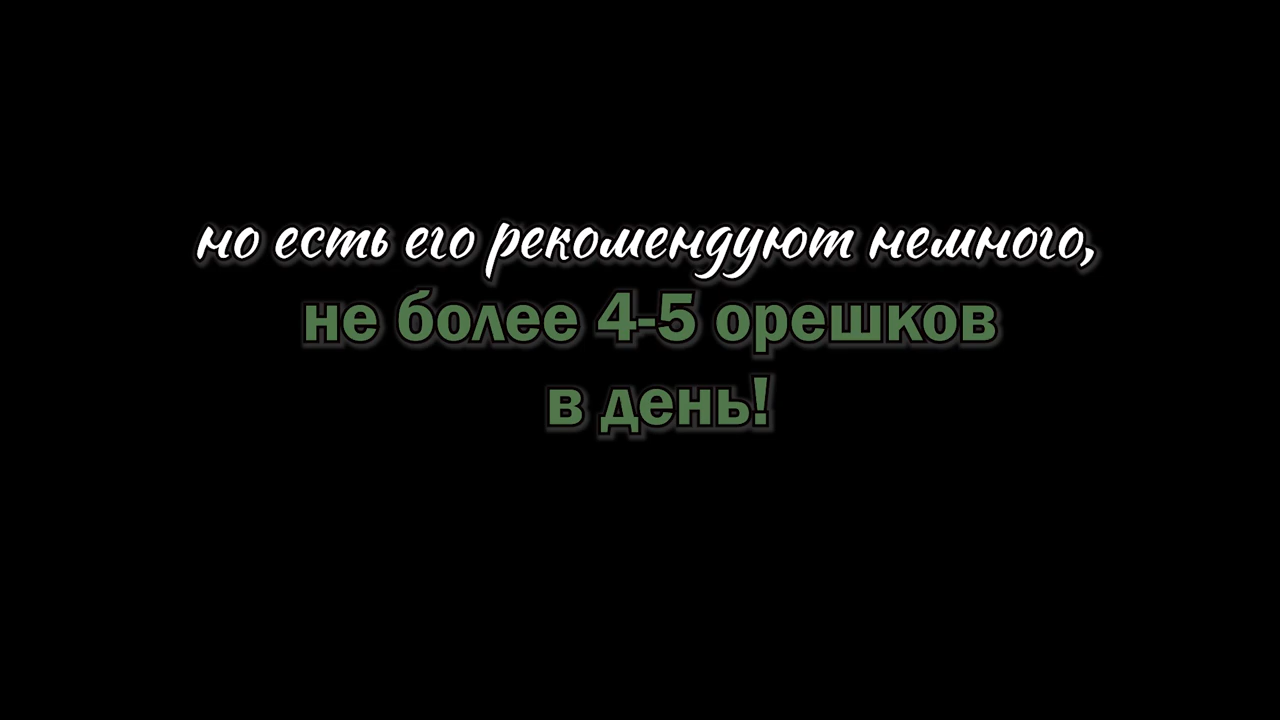 но есть его рекомендуют немного,
не более 4-5 орешков
в день!